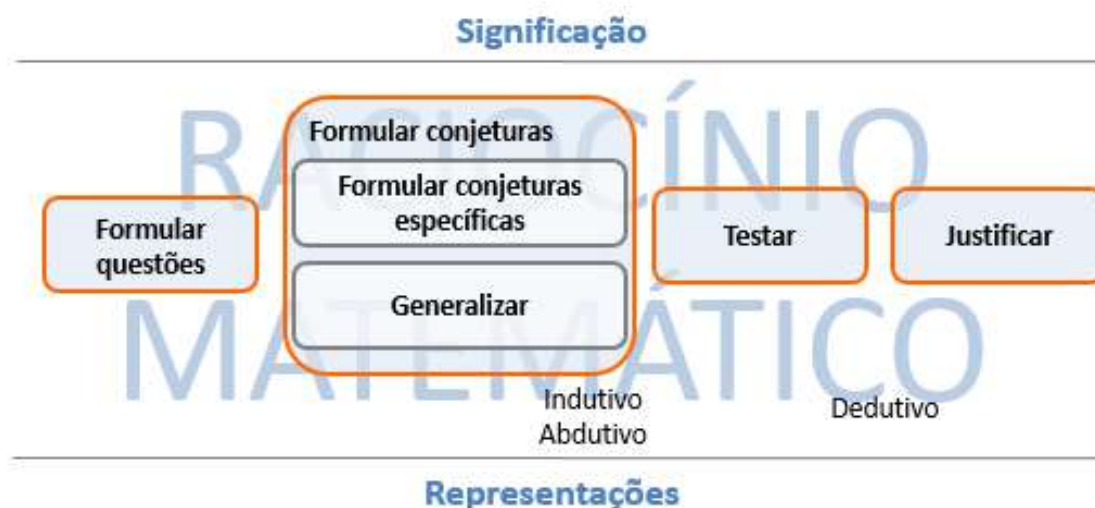 Significação
RACIOCÍNIO
MATEMÁTICO
Formular
questões
Formular conjeturas
Formular conjeturas
específicas
Generalizar
Testar
Justificar
Indutivo
Abdutivo
Dedutivo
Representações